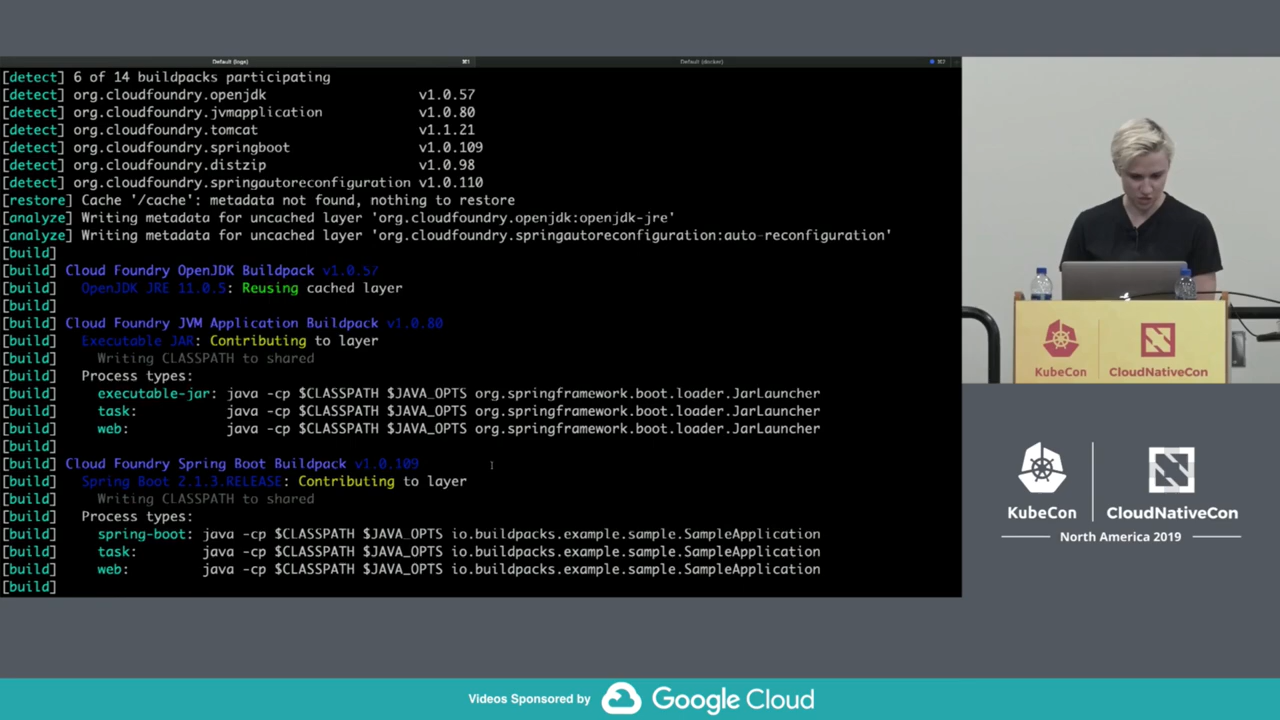 Default (logs) ⌘1 Default (docker) ⌘2
[detect] 6 of 14 buildpacks participating
[detect] org.cloudfoundry.openjdk v1.0.57
[detect] org.cloudfoundry.jvmapplication v1.0.80
[detect] org.cloudfoundry.tomcat v1.1.21
[detect] org.cloudfoundry.springboot v1.0.109
[detect] org.cloudfoundry.distzip v1.0.98
[detect] org.cloudfoundry.springautoreconfiguration v1.0.110
[restore] Cache '/cache': metadata not found, nothing to restore
[analyze] Writing metadata for uncached layer 'org.cloudfoundry.openjdk:openjdk-jre'
[analyze] Writing metadata for uncached layer 'org.cloudfoundry.springautoreconfiguration:auto-reconfiguration'
[build]
[build] Cloud Foundry OpenJDK Buildpack v1.0.57
[build] OpenJDK JRE 11.0.5: Reusing cached layer
[build]
[build] Cloud Foundry JVM Application Buildpack v1.0.80
[build] Executable JAR: Contributing to layer
[build] Writing CLASSPATH to shared
[build] Process types:
[build] executable-jar: java -cp $CLASSPATH $JAVA_OPTS org.springframework.boot.loader.JarLauncher
[build] task: java -cp $CLASSPATH $JAVA_OPTS org.springframework.boot.loader.JarLauncher
[build] web: java -cp $CLASSPATH $JAVA_OPTS org.springframework.boot.loader.JarLauncher
[build]
[build] Cloud Foundry Spring Boot Buildpack v1.0.109
[build] Spring Boot 2.1.3.RELEASE: Contributing to layer
[build] Writing CLASSPATH to shared
[build] Process types:
[build] spring-boot: java -cp $CLASSPATH $JAVA_OPTS io.buildpacks.example.sample.SampleApplication
[build] task: java -cp $CLASSPATH $JAVA_OPTS io.buildpacks.example.sample.SampleApplication
[build] web: java -cp $CLASSPATH $JAVA_OPTS io.buildpacks.example.sample.SampleApplication
[build]
KubeCon CloudNativeCon
KubeCon CloudNativeCon
North America 2019
Videos Sponsored by Google Cloud